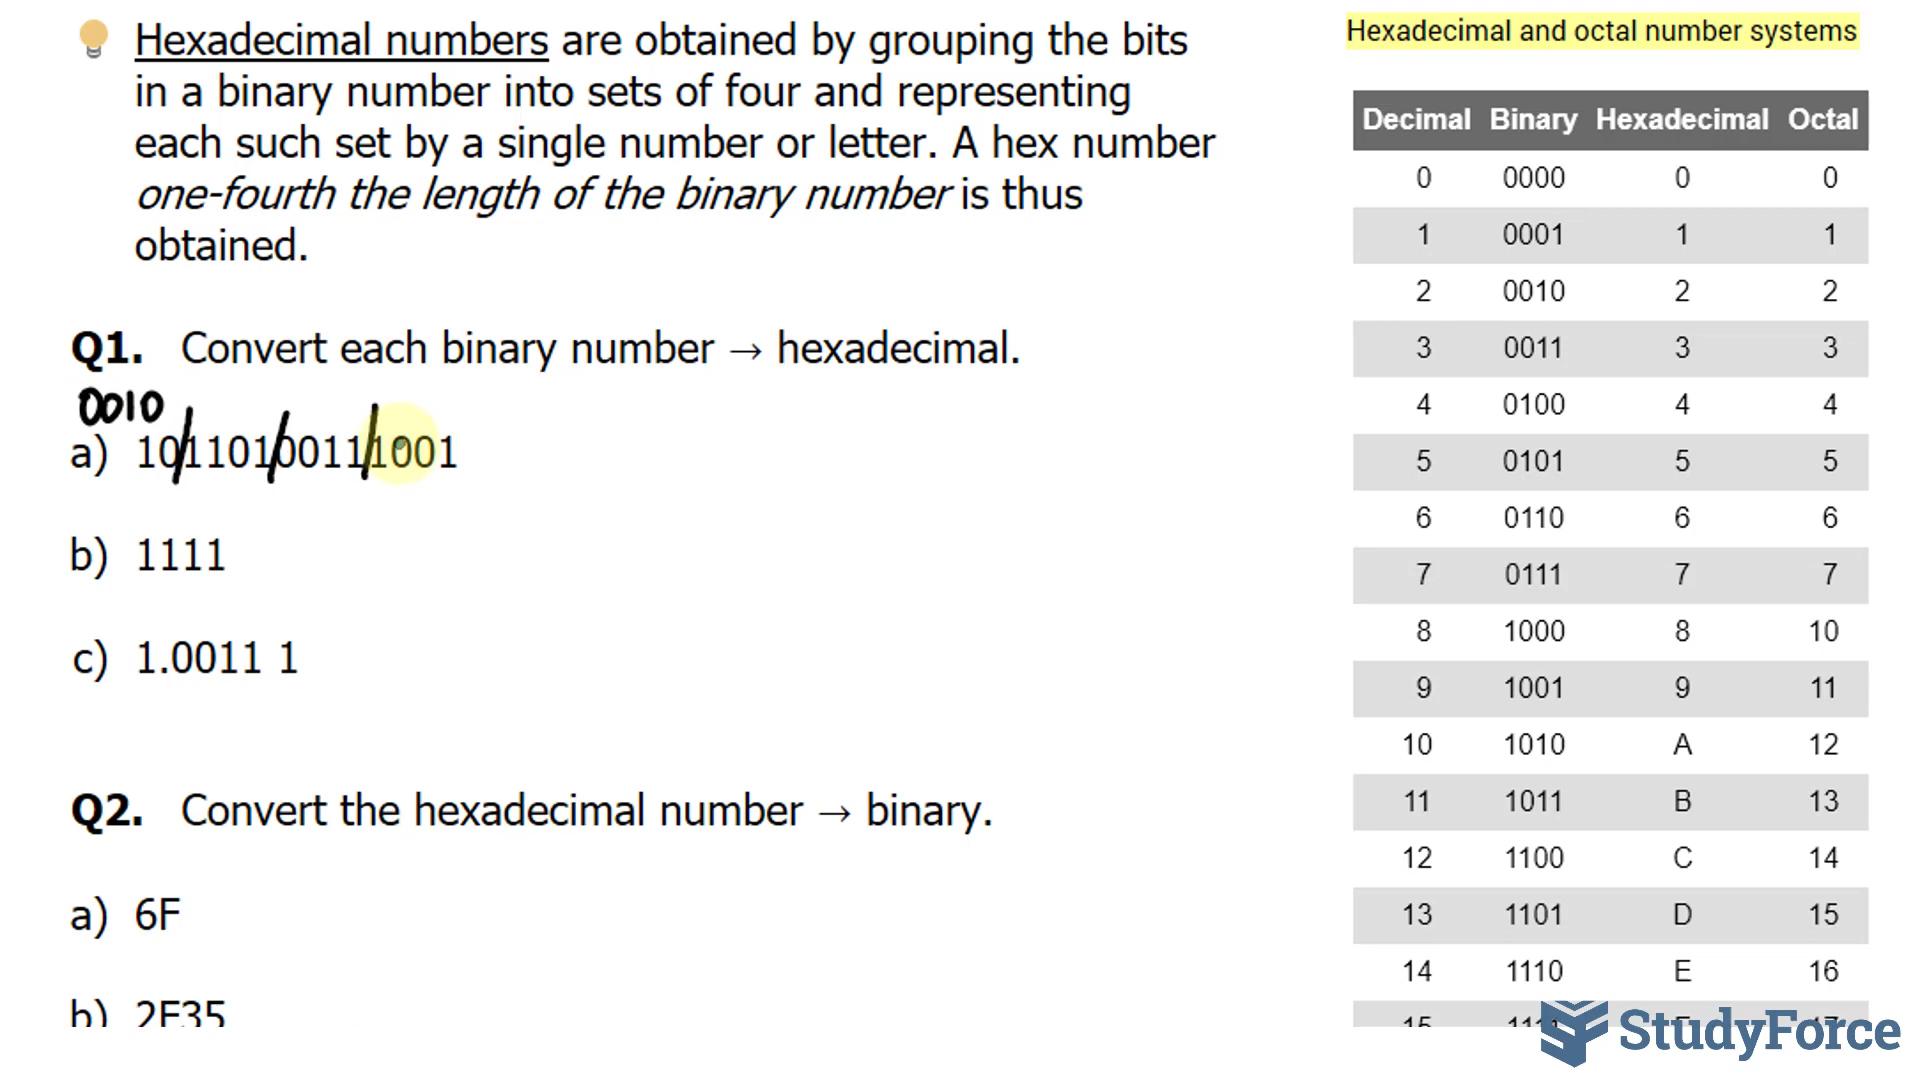 Hexadecimal numbers are obtained by grouping the bits
in a binary number into sets of four and representing
each such set by a single number or letter. A hex number
one-fourth the length of the binary number is thus
obtained.
Q1. Convert each binary number → hexadecimal.
0010
a) 10110100111001
b) 1111
c) 1.0011 1
Q2. Convert the hexadecimal number → binary.
a) 6F
b) 2F35
Hexadecimal and octal number systems
Decimal Binary Hexadecimal Octal
0 0000 0 0
1 0001 1 1
2 0010 2 2
3 0011 3 3
4 0100 4 4
5 0101 5 5
6 0110 6 6
7 0111 7 7
8 1000 8 10
9 1001 9 11
10 1010 A 12
11 1011 B 13
12 1100 C 14
13 1101 D 15
14 1110 E 16
15
StudyForce